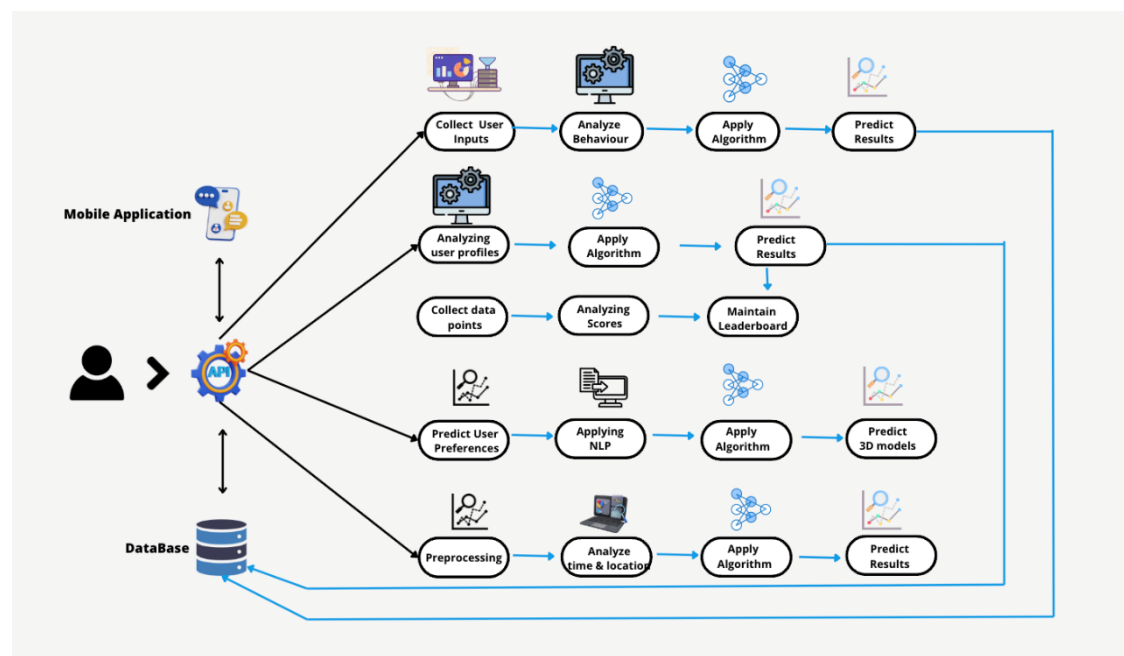 Collect User
Inputs
Analyze
Behaviour
Apply
Algorithm
Predict
Results
Mobile Application
Analyzing
user profiles
Apply
Algorithm
Predict
Results
Collect data
points
Analyzing
Scores
Maintain
Leaderboard
API
Predict User
Preferences
Applying
NLP
Apply
Algorithm
Predict
3D models
DataBase
Preprocessing
Analyze
time & location
Apply
Algorithm
Predict
Results